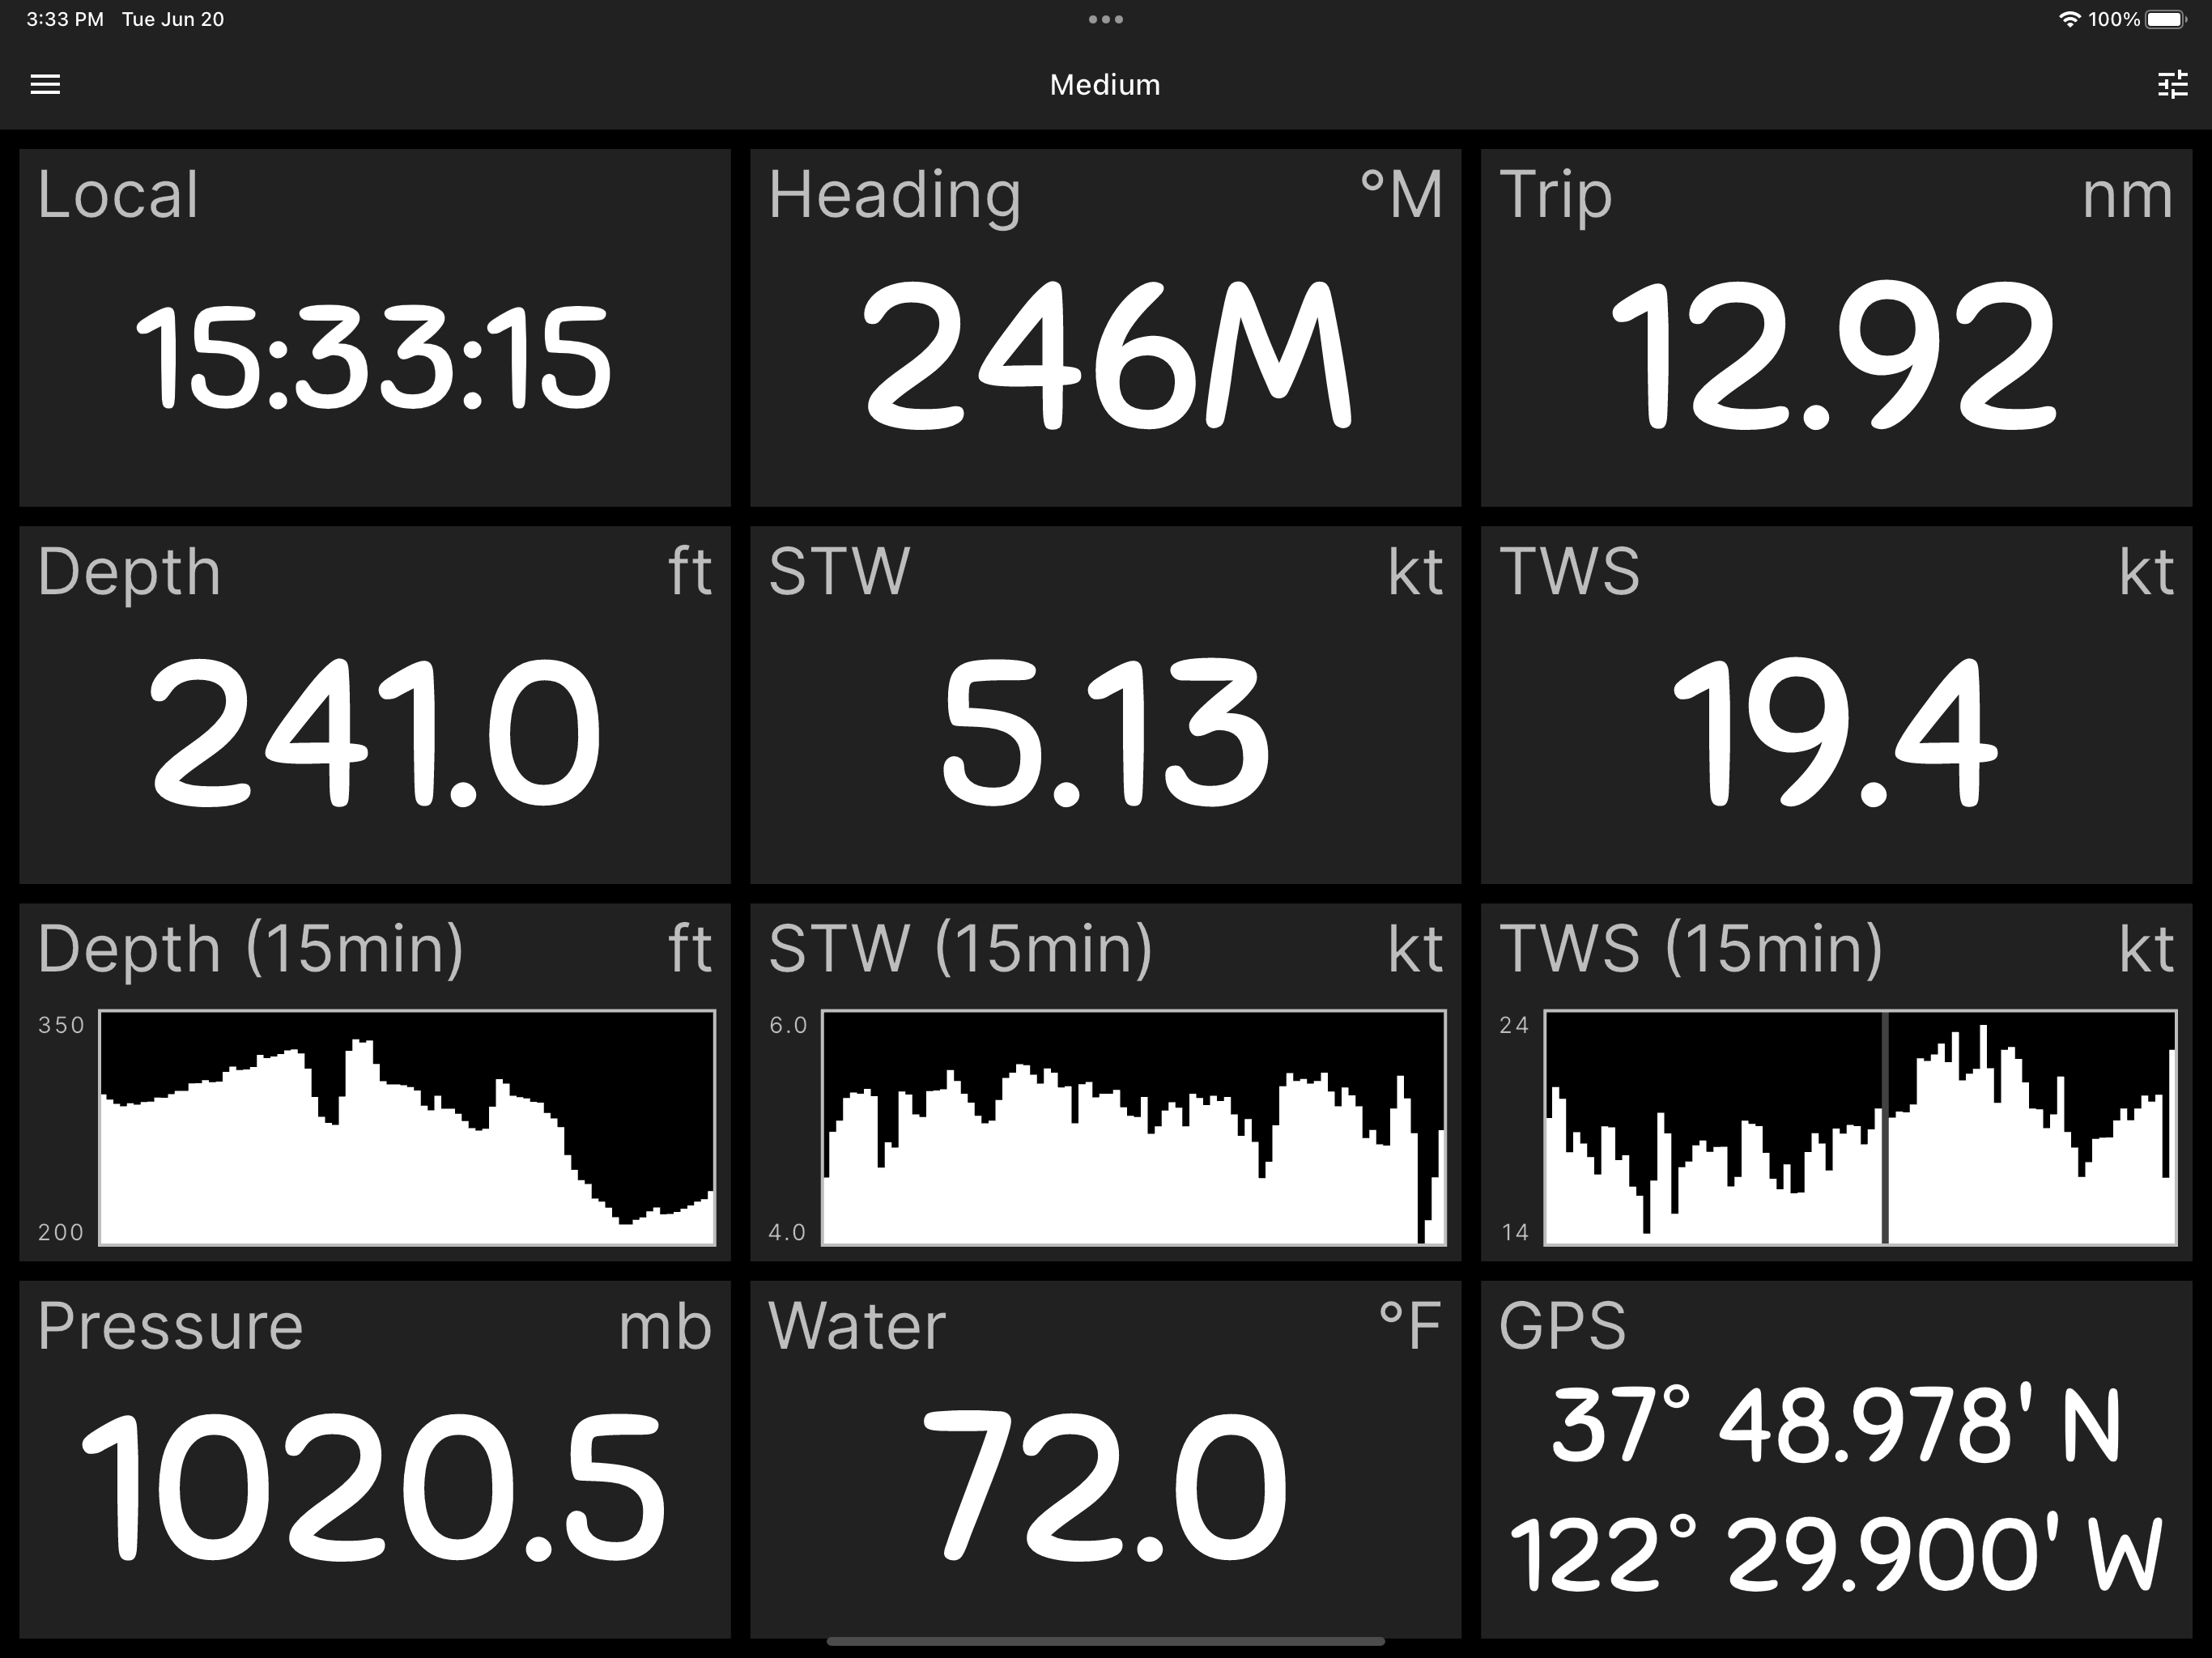 3:33 PM Tue Jun 20
100%
Medium
Local
15:33:15
Heading °M
246M
Trip nm
12.92
Depth ft
241.0
STW kt
5.13
TWS kt
19.4
Depth (15min) ft
350
200
STW (15min) kt
6.0
4.0
TWS (15min) kt
24
14
Pressure mb
1020.5
Water °F
72.0
GPS
37° 48.978' N
122° 29.900' W